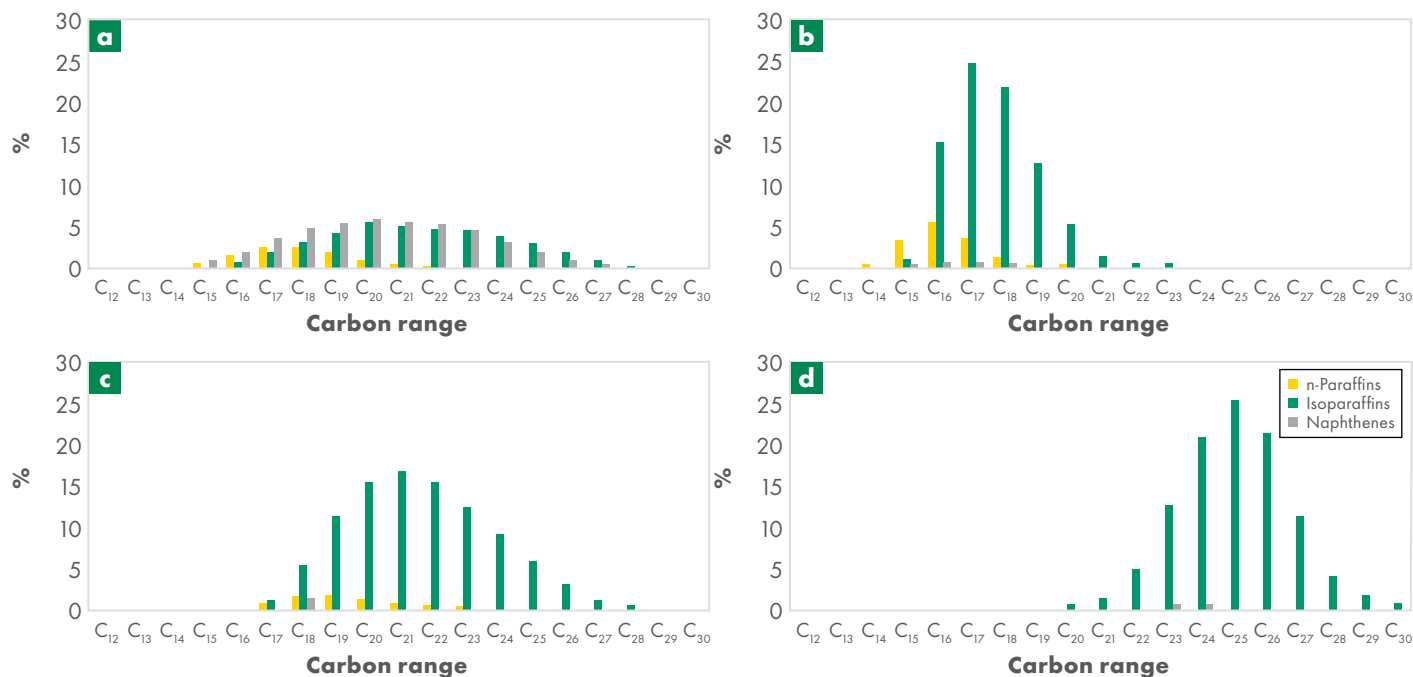 a
30
25
20
15
10
5
0
%
C₁₂ C₁₃ C₁₄ C₁₅ C₁₆ C₁₇ C₁₈ C₁₉ C₂₀ C₂₁ C₂₂ C₂₃ C₂₄ C₂₅ C₂₆ C₂₇ C₂₈ C₂₉ C₃₀
Carbon range
b
30
25
20
15
10
5
0
%
C₁₂ C₁₃ C₁₄ C₁₅ C₁₆ C₁₇ C₁₈ C₁₉ C₂₀ C₂₁ C₂₂ C₂₃ C₂₄ C₂₅ C₂₆ C₂₇ C₂₈ C₂₉ C₃₀
Carbon range
c
30
25
20
15
10
5
0
%
C₁₂ C₁₃ C₁₄ C₁₅ C₁₆ C₁₇ C₁₈ C₁₉ C₂₀ C₂₁ C₂₂ C₂₃ C₂₄ C₂₅ C₂₆ C₂₇ C₂₈ C₂₉ C₃₀
Carbon range
d
30
25
20
15
10
5
0
%
n-Paraffins
Isoparaffins
Naphthenes
C₁₂ C₁₃ C₁₄ C₁₅ C₁₆ C₁₇ C₁₈ C₁₉ C₂₀ C₂₁ C₂₂ C₂₃ C₂₄ C₂₅ C₂₆ C₂₇ C₂₈ C₂₉ C₃₀
Carbon range